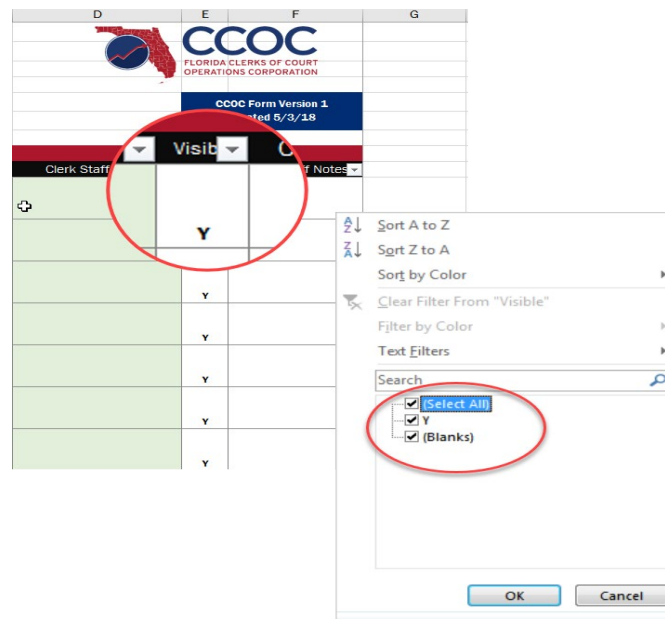 D E F G
CCOC
FLORIDA CLERKS OF COURT
OPERATIONS CORPORATION
CCOC Form Version 1
ted 5/3/18
Visib C
Clerk Staff f Notes
Y
Y
Y
Y
Y
Y
Sort A to Z
Sort Z to A
Sort by Color
Clear Filter From "Visible"
Filter by Color
Text Filters
Search
(Select All)
Y
(Blanks)
OK Cancel